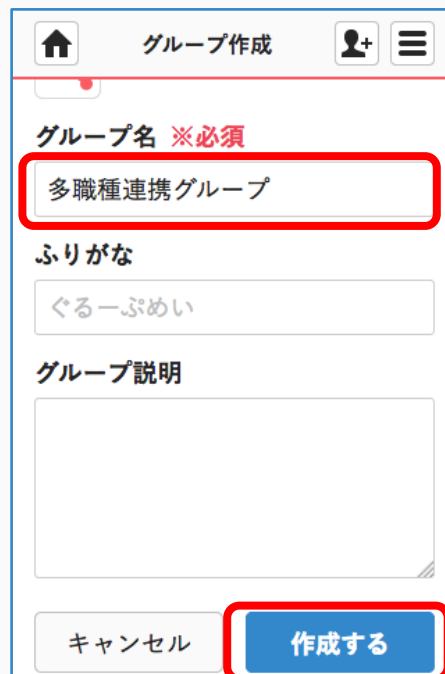 グループ作成
グループ名 ※必須
多職種連携グループ
ふりがな
ぐるーぷめい
グループ説明
キャンセル
作成する